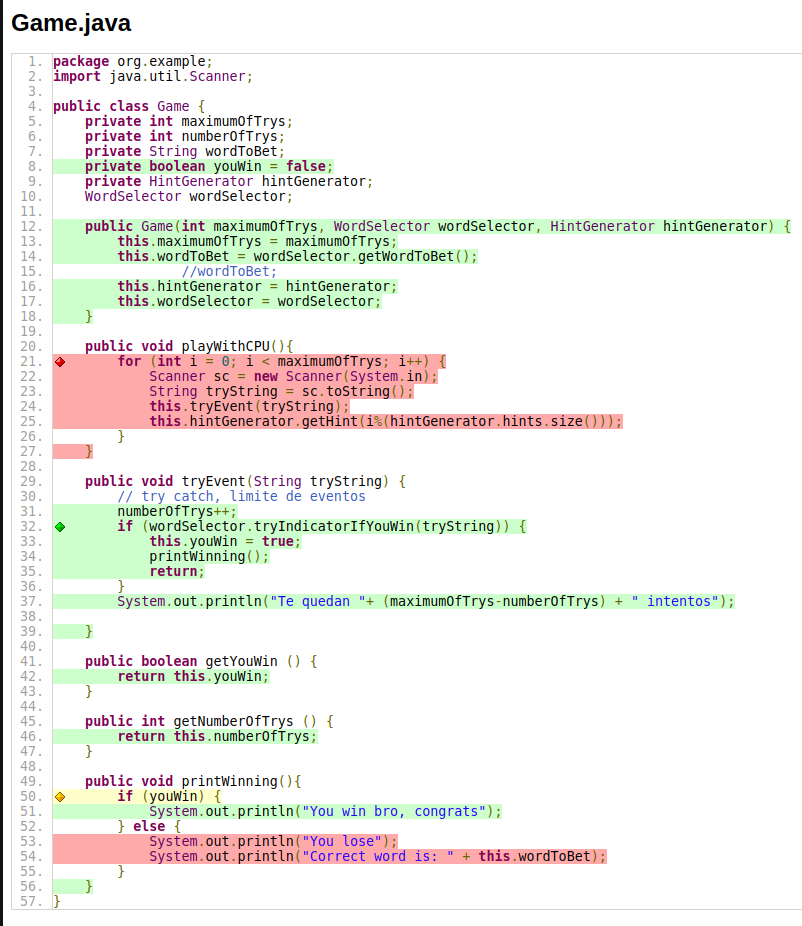 Game.java
1. package org.example;
2. import java.util.Scanner;
3.
4. public class Game {
5.     private int maximumOfTrys;
6.     private int numberOfTrys;
7.     private String wordToBet;
8.     private boolean youWin = false;
9.     private HintGenerator hintGenerator;
10.     WordSelector wordSelector;
11.
12.     public Game(int maximumOfTrys, WordSelector wordSelector, HintGenerator hintGenerator) {
13.         this.maximumOfTrys = maximumOfTrys;
14.         this.wordToBet = wordSelector.getWordToBet();
15.                 //wordToBet;
16.         this.hintGenerator = hintGenerator;
17.         this.wordSelector = wordSelector;
18.     }
19.
20.     public void playWithCPU(){
21.         for (int i = 0; i < maximumOfTrys; i++) {
22.             Scanner sc = new Scanner(System.in);
23.             String tryString = sc.toString();
24.             this.tryEvent(tryString);
25.             this.hintGenerator.getHint(i%(hintGenerator.hints.size()));
26.         }
27.     }
28.
29.     public void tryEvent(String tryString) {
30.         // try catch, limite de eventos
31.         numberOfTrys++;
32.         if (wordSelector.tryIndicatorIfYouWin(tryString)) {
33.             this.youWin = true;
34.             printWinning();
35.             return;
36.         }
37.         System.out.println("Te quedan "+ (maximumOfTrys-numberOfTrys) + " intentos");
38.
39.     }
40.
41.     public boolean getYouWin () {
42.         return this.youWin;
43.     }
44.
45.     public int getNumberOfTrys () {
46.         return this.numberOfTrys;
47.     }
48.
49.     public void printWinning(){
50.         if (youWin) {
51.             System.out.println("You win bro, congrats");
52.         } else {
53.             System.out.println("You lose");
54.             System.out.println("Correct word is: " + this.wordToBet);
55.         }
56.     }
57. }